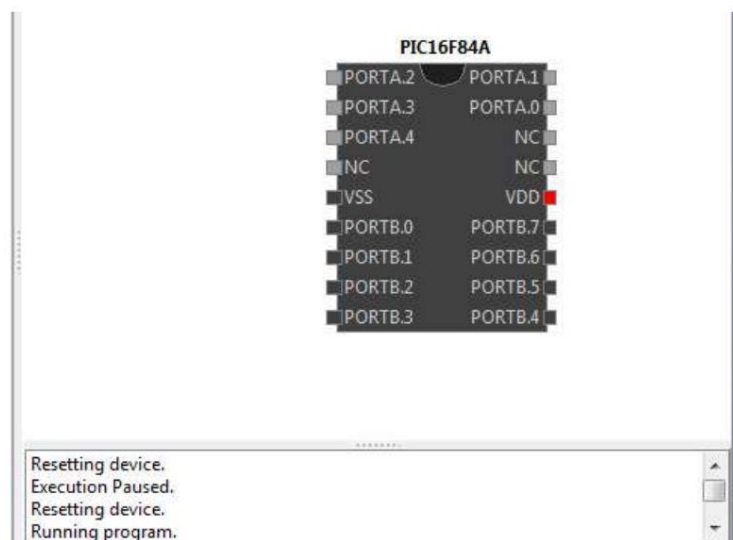 PIC16F84A
PORTA.2 PORTA.1
PORTA.3 PORTA.0
PORTA.4 NC
NC NC
VSS VDD
PORTB.0 PORTB.7
PORTB.1 PORTB.6
PORTB.2 PORTB.5
PORTB.3 PORTB.4
Resetting device.
Execution Paused.
Resetting device.
Running program.